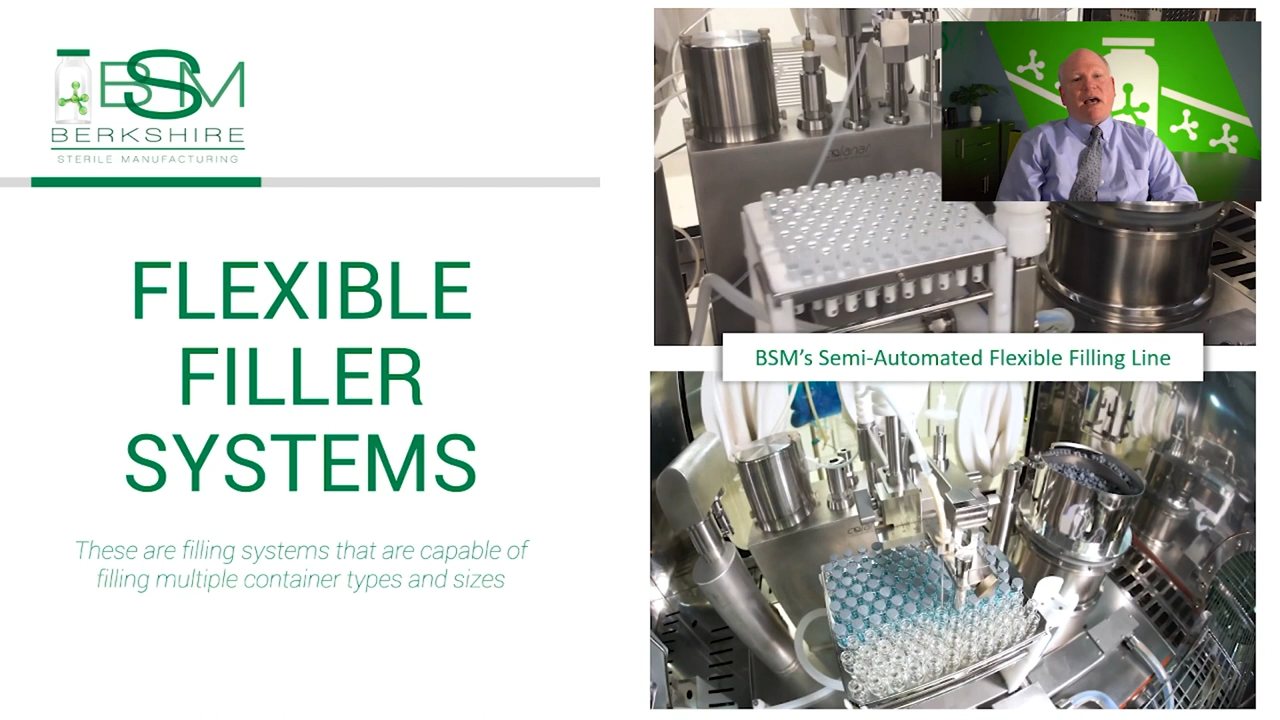 BSM
BERKSHIRE
STERILE MANUFACTURING
FLEXIBLE
FILLER
SYSTEMS
These are filling systems that are capable of
filling multiple container types and sizes
BSM's Semi-Automated Flexible Filling Line